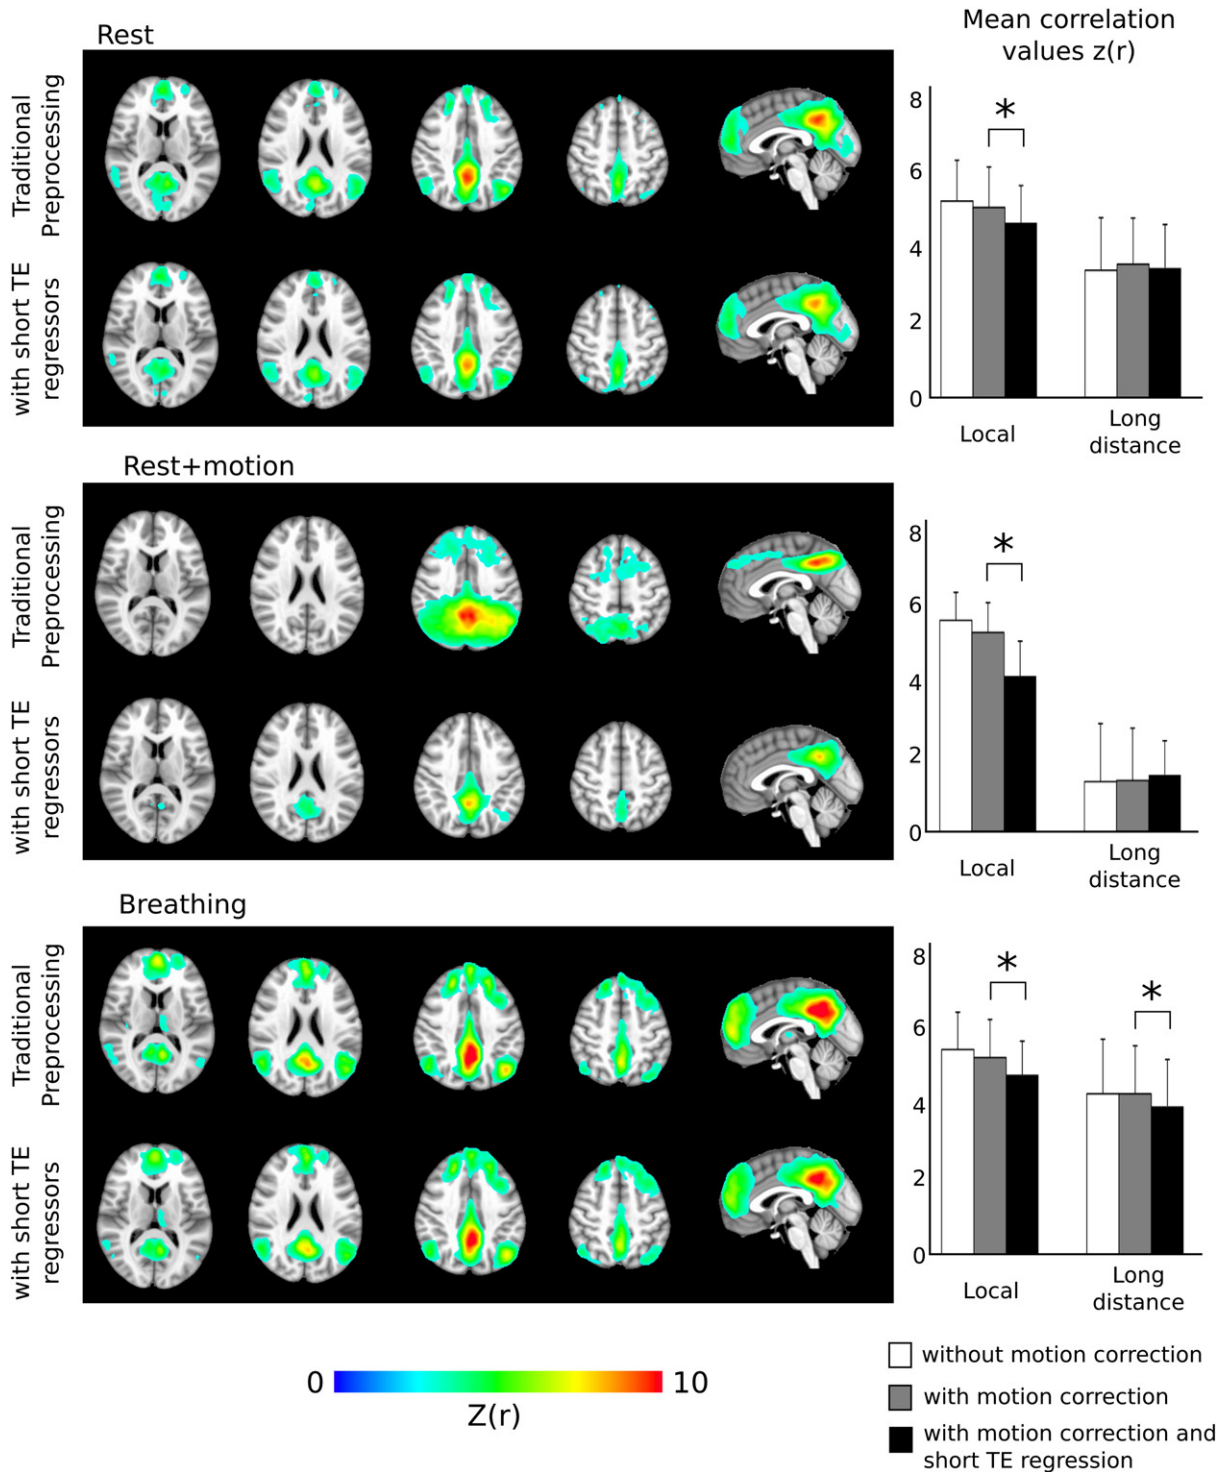 Rest
Mean correlation
values z(r)
Traditional
Preprocessing
with short TE
regressors
8
6
4
2
0
*
Local
Long
distance
Rest+motion
Traditional
Preprocessing
with short TE
regressors
8
6
4
2
0
*
Local
Long
distance
Breathing
Traditional
Preprocessing
with short TE
regressors
8
6
4
2
0
*
*
Local
Long
distance
0
10
Z(r)
without motion correction
with motion correction
with motion correction and
short TE regression